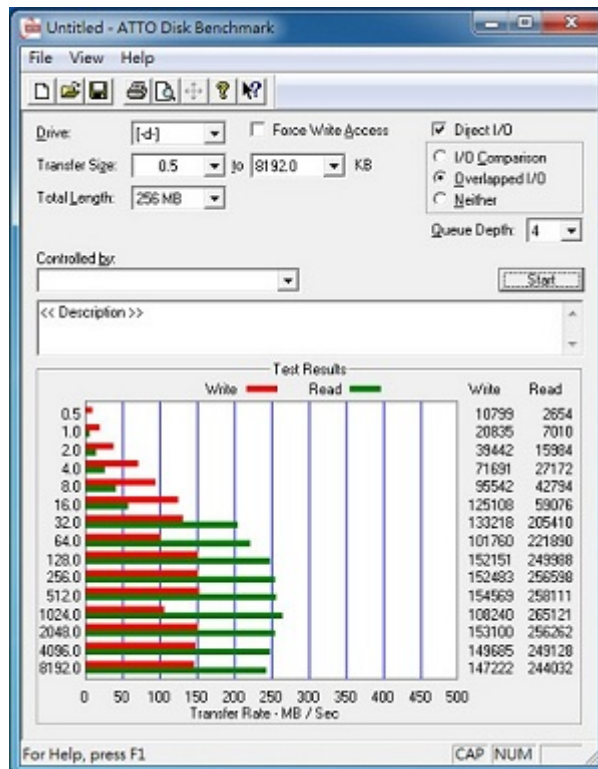 Untitled - ATTO Disk Benchmark
File View Help
Drive: [-d-] Force Write Access Direct I/O
Transfer Size: 0.5 to 8192.0 KB I/O Comparison
Overlapped I/O
Total Length: 256 MB Neither
Queue Depth: 4
Controlled by:
Start
<< Description >>
Test Results
Write Read Write Read
0.5 10799 2654
1.0 20835 7010
2.0 39442 15984
4.0 71691 27172
8.0 95542 42794
16.0 125108 59076
32.0 133218 205410
64.0 101760 221890
128.0 152151 249988
256.0 152483 256598
512.0 154569 258111
1024.0 108240 265121
2048.0 153100 256262
4096.0 149685 249128
8192.0 147222 244032
0 50 100 150 200 250 300 350 400 450 500
Transfer Rate - MB / Sec
For Help, press F1 CAP NUM